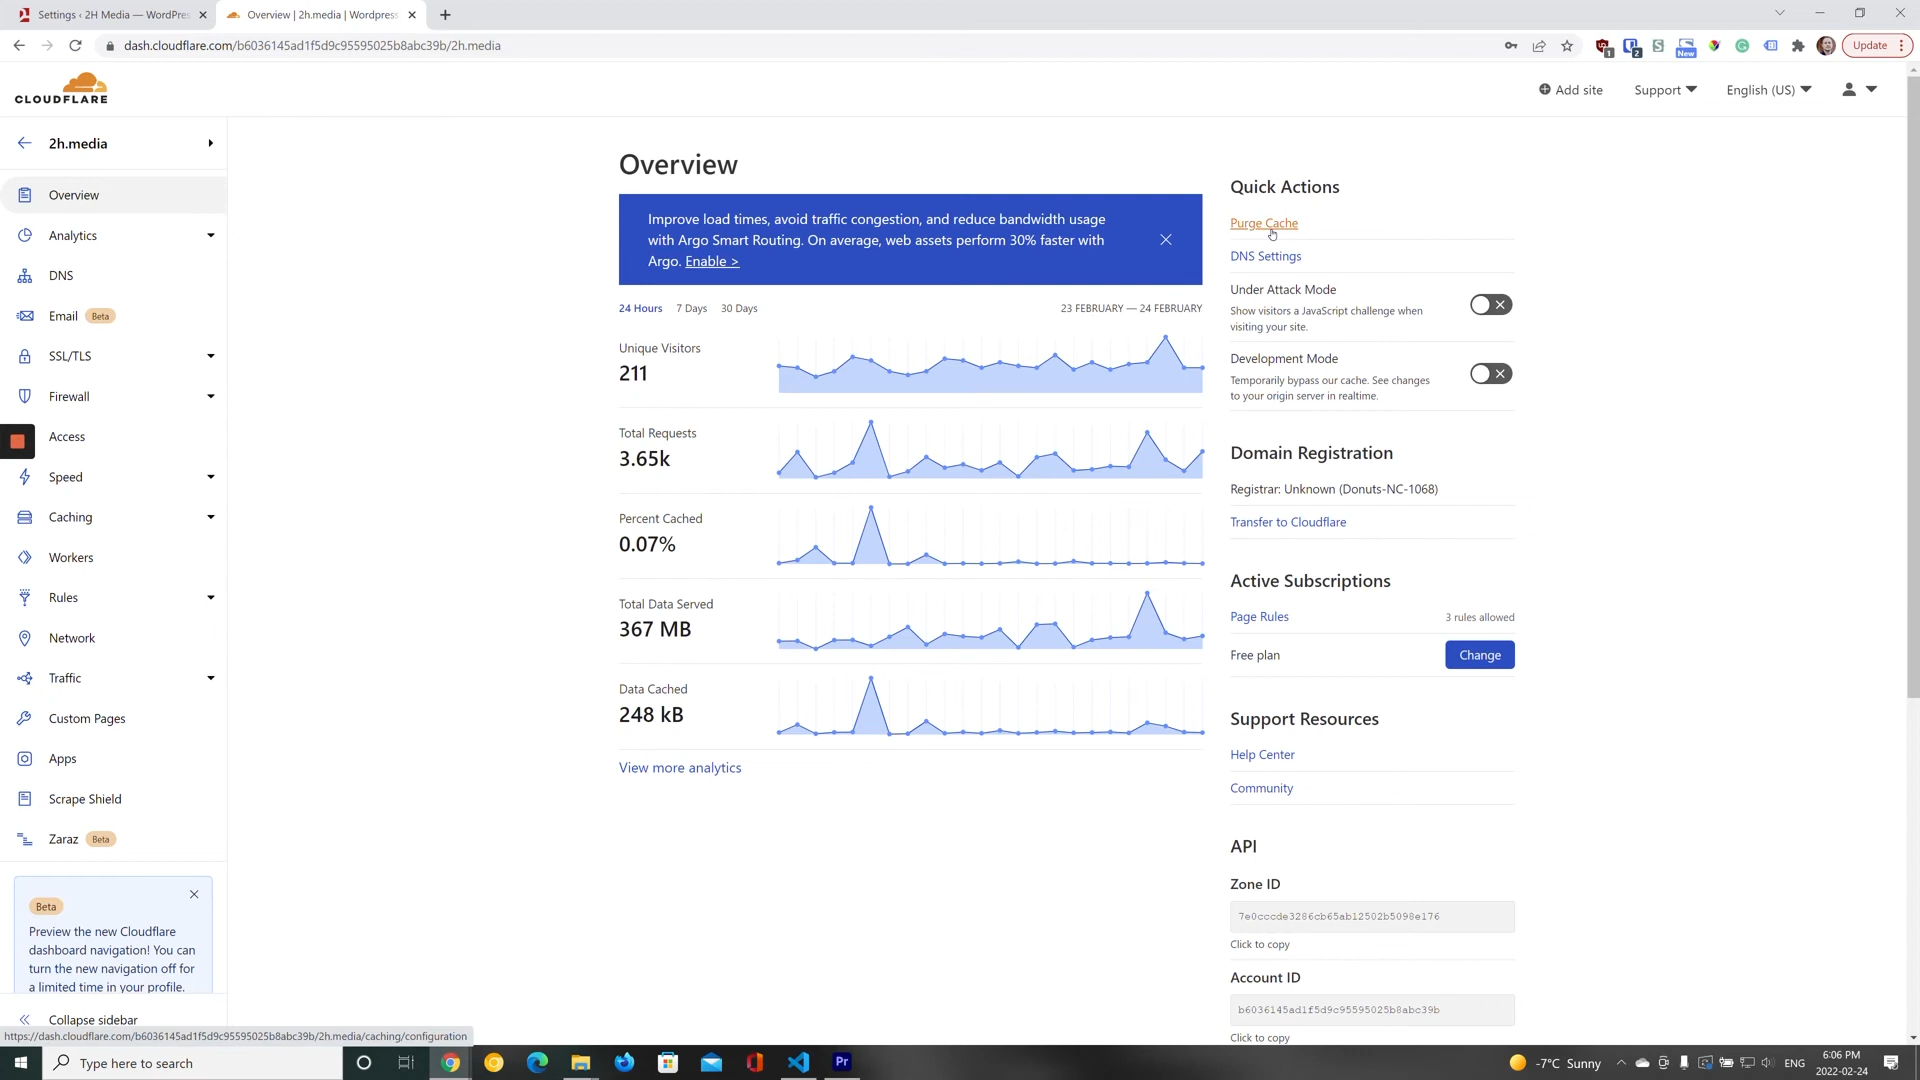 Settings ‹ 2H Media — WordPres
Overview | 2h.media | Wordpress
dash.cloudflare.com/b6036145ad1f5d9c95595025b8abc39b/2h.media
1
2
New
Update
CLOUDFLARE
Add site
Support
English (US)
2h.media
Overview
Analytics
DNS
Email Beta
SSL/TLS
Firewall
Access
Speed
Caching
Workers
Rules
Network
Traffic
Custom Pages
Apps
Scrape Shield
Zaraz Beta
Beta
Preview the new Cloudflare
dashboard navigation! You can
turn the new navigation off for
a limited time in your profile.
Collapse sidebar
Overview
Improve load times, avoid traffic congestion, and reduce bandwidth usage
with Argo Smart Routing. On average, web assets perform 30% faster with
Argo. Enable >
24 Hours 7 Days 30 Days 23 FEBRUARY — 24 FEBRUARY
Unique Visitors
211
Total Requests
3.65k
Percent Cached
0.07%
Total Data Served
367 MB
Data Cached
248 kB
View more analytics
Quick Actions
Purge Cache
DNS Settings
Under Attack Mode
Show visitors a JavaScript challenge when
visiting your site.
Development Mode
Temporarily bypass our cache. See changes
to your origin server in realtime.
Domain Registration
Registrar: Unknown (Donuts-NC-1068)
Transfer to Cloudflare
Active Subscriptions
Page Rules 3 rules allowed
Free plan Change
Support Resources
Help Center
Community
API
Zone ID
7e0cccde3286cb65ab12502b5098e176
Click to copy
Account ID
b6036145ad1f5d9c95595025b8abc39b
Click to copy
https://dash.cloudflare.com/b6036145ad1f5d9c95595025b8abc39b/2h.media/caching/configuration
Type here to search
Pr
-7°C Sunny
ENG
6:06 PM
2022-02-24